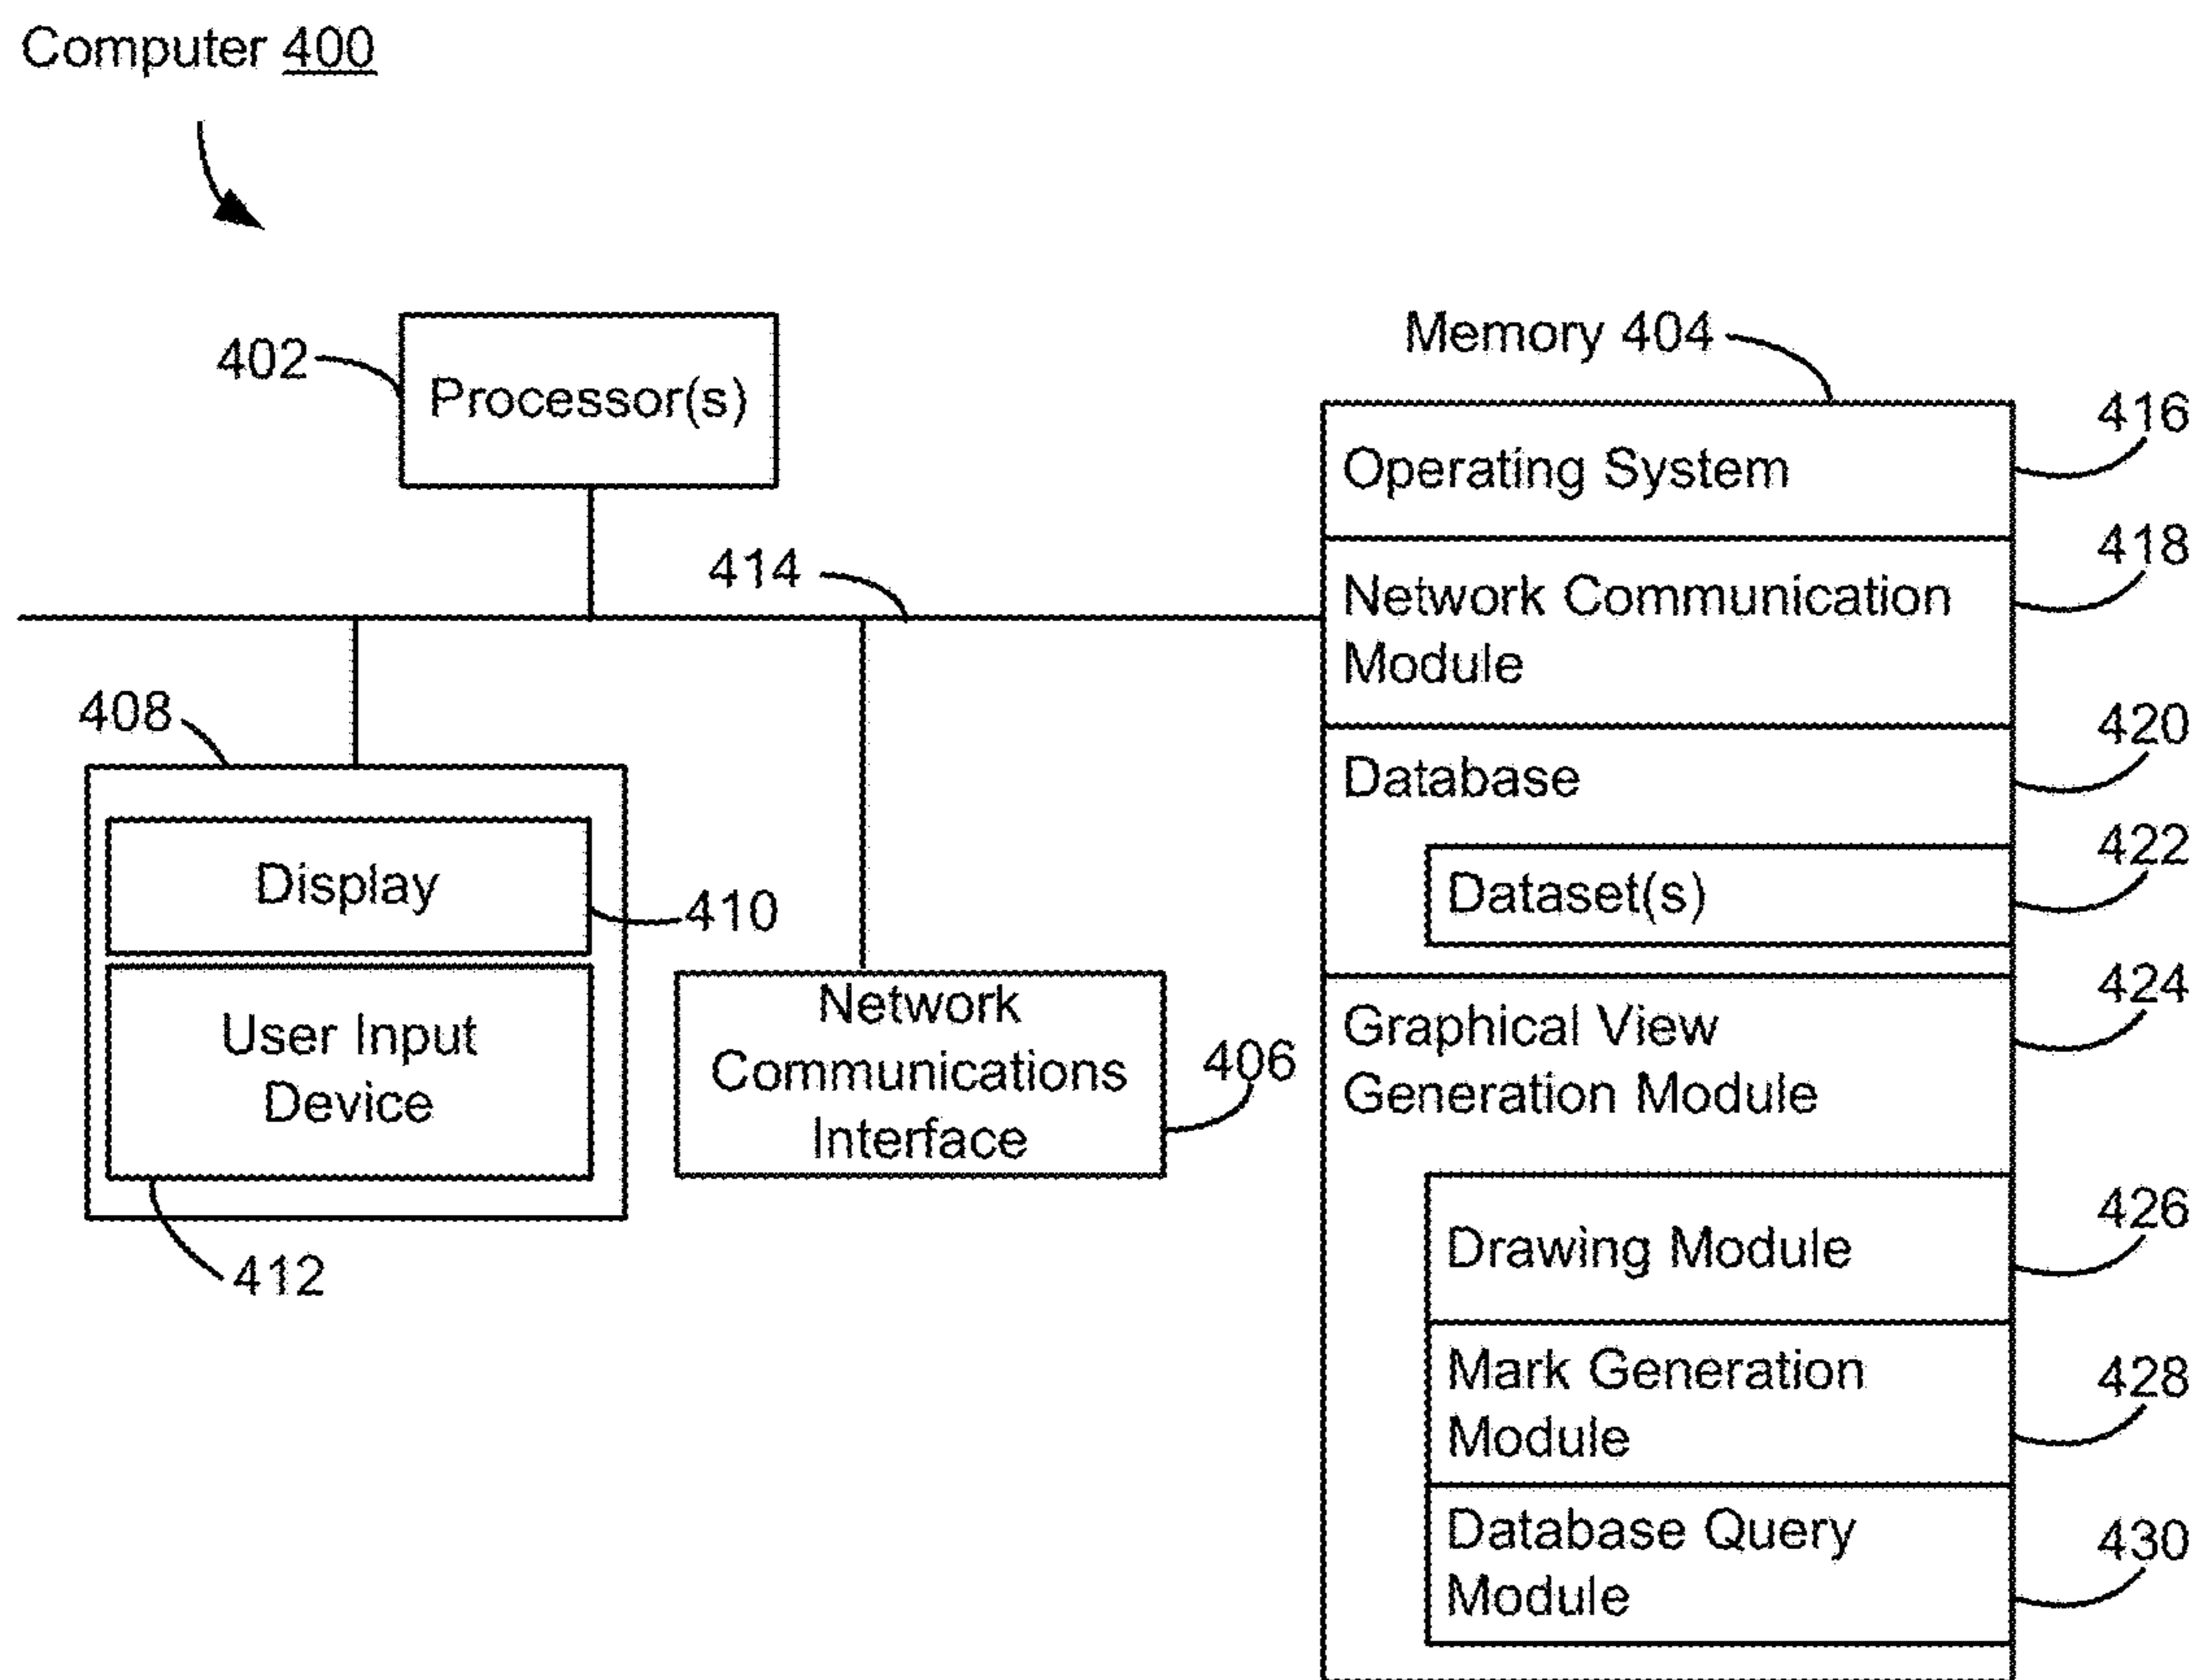 Computer 400
402
Processor(s)
414
408
Display
410
User Input
Device
412
Network
Communications
Interface
406
Memory 404
Operating System
416
Network Communication
Module
418
Database
420
Dataset(s)
422
Graphical View
Generation Module
424
Drawing Module
426
Mark Generation
Module
428
Database Query
Module
430